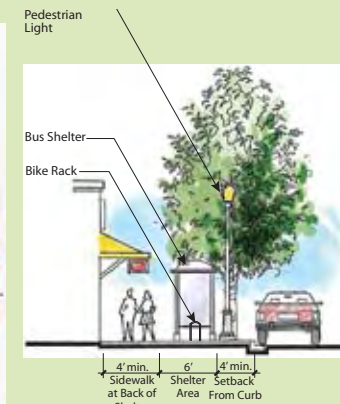 Pedestrian
Light
Bus Shelter
Bike Rack
4' min.
6'
4' min.
Sidewalk
at Back of
Shelter
Area
Setback
From Curb